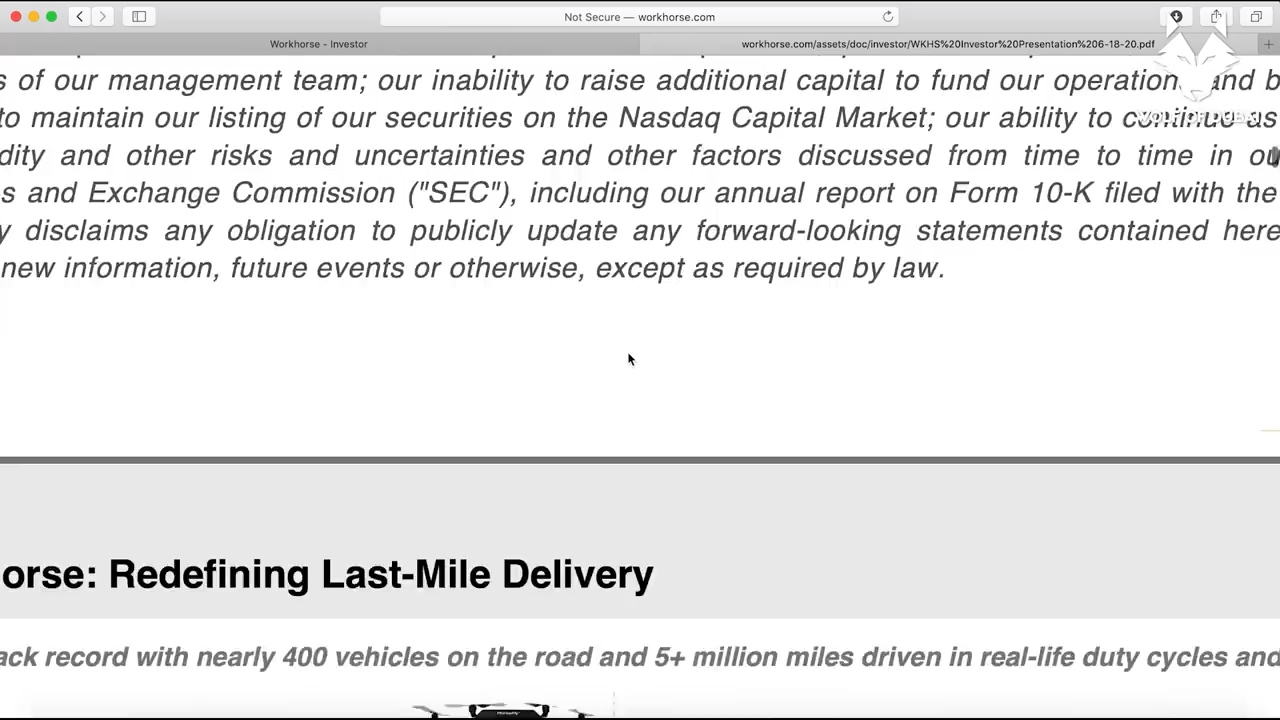 Not Secure — workhorse.com
Workhorse - Investor
workhorse.com/assets/doc/investor/WKHS%20Investor%20Presentation%206-18-20.pdf
s of our management team; our inability to raise additional capital to fund our operation and b
to maintain our listing of our securities on the Nasdaq Capital Market; our ability to continue as
dity and other risks and uncertainties and other factors discussed from time to time in ou
s and Exchange Commission ("SEC"), including our annual report on Form 10-K filed with the
y disclaims any obligation to publicly update any forward-looking statements contained here
new information, future events or otherwise, except as required by law.
orse: Redefining Last-Mile Delivery
ack record with nearly 400 vehicles on the road and 5+ million miles driven in real-life duty cycles and